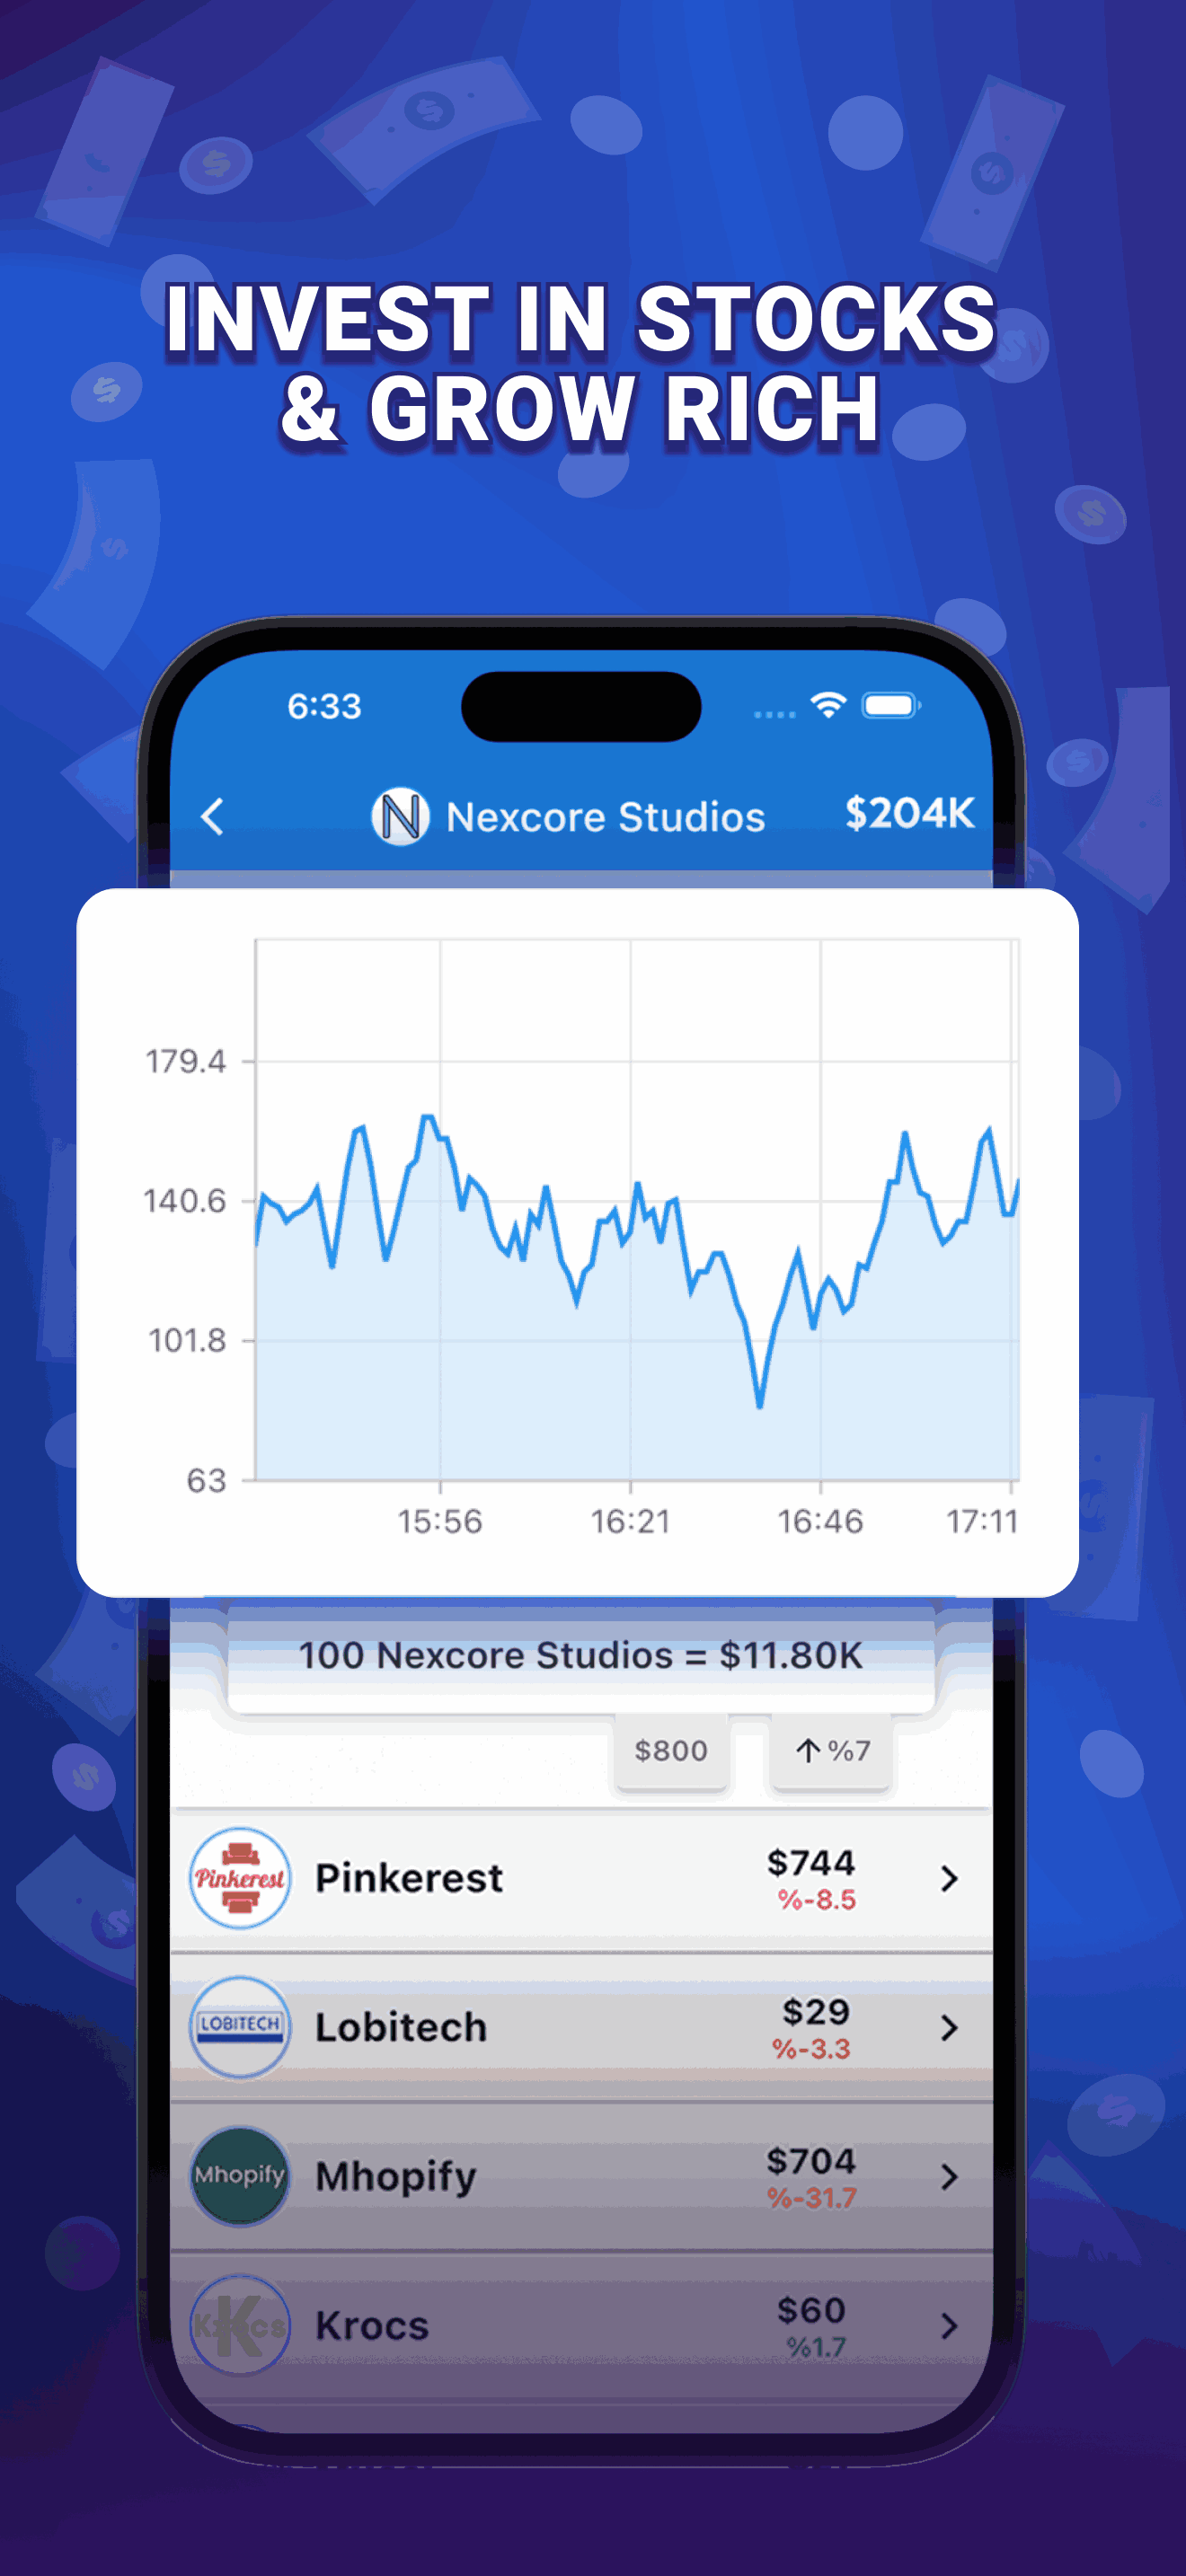 INVEST IN STOCKS
& GROW RICH
6:33
N Nexcore Studios $204K
179.4
140.6
101.8
63
15:56 16:21 16:46 17:11
100 Nexcore Studios = $11.80K
$800 ↑ %7
Pinkerest Pinkerest $744
%-8.5
LOBITECH Lobitech $29
%-3.3
Mhopify Mhopify $704
%-31.7
Krocs Krocs $60
%1.7